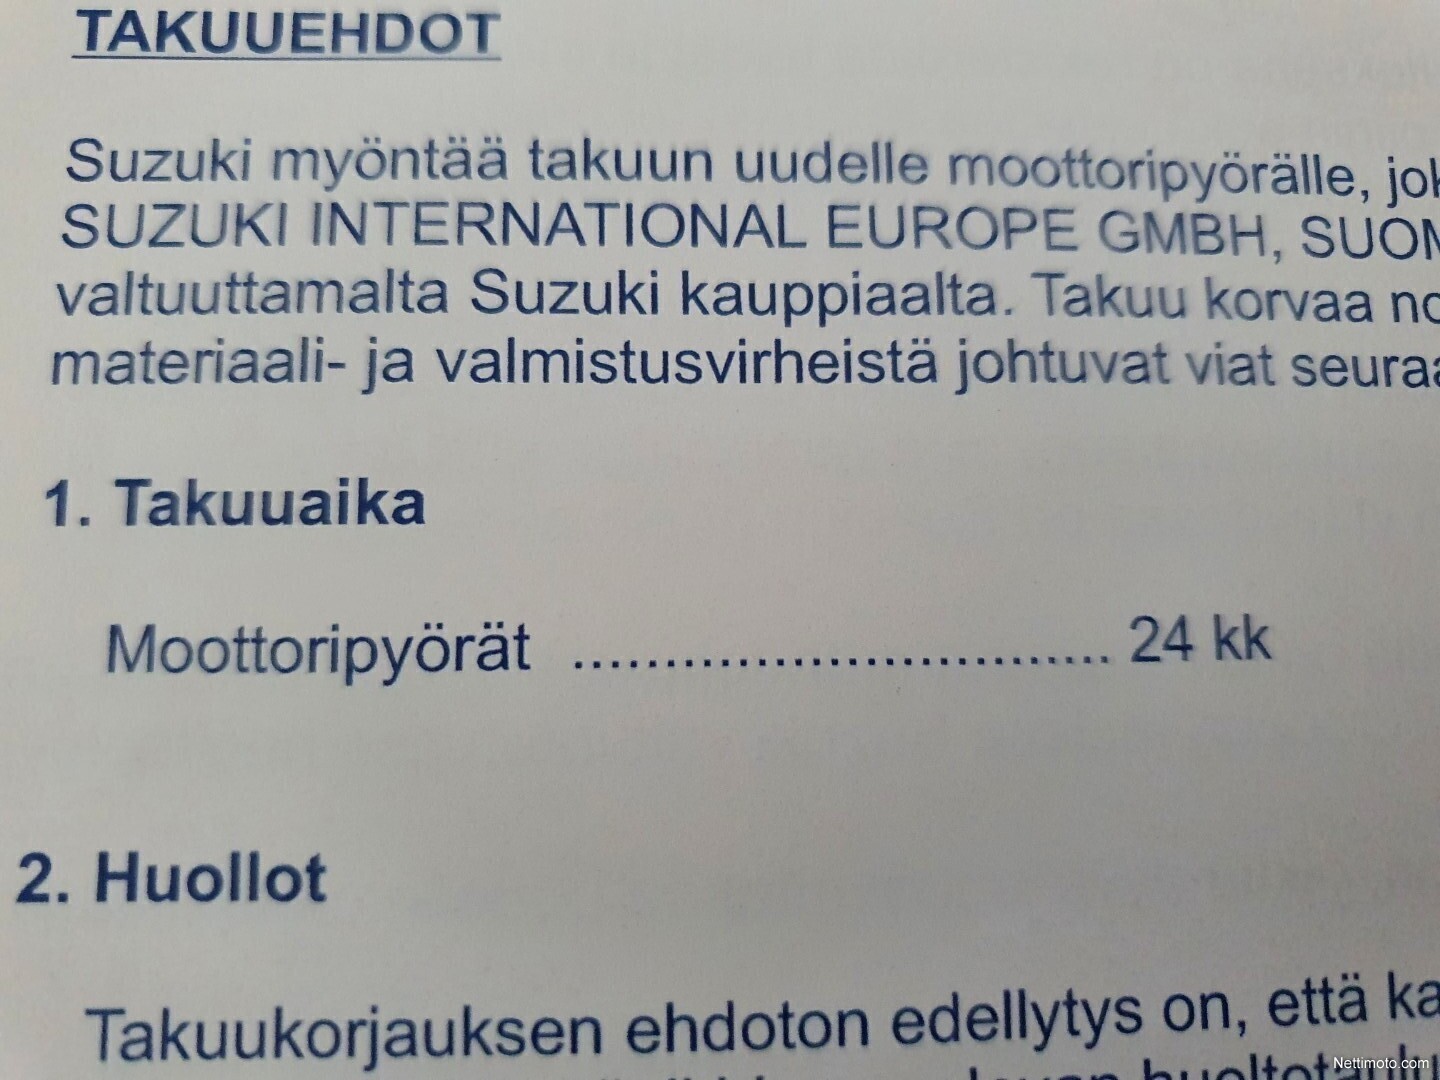 TAKUUEHDOT
Suzuki myöntää takuun uudelle moottoripyörälle,
SUZUKI INTERNATIONAL EUROPE GMBH,
valtuuttamalta Suzuki kauppiaalta. Takuu korvaa
materiaali- ja valmistusvirheistä johtuvat viat
1. Takuuaika
Moottoripyörät .............................. 24 kk
2. Huollot
Takuukorjauksen ehdoton edellytys on, että
Nettimoto.com